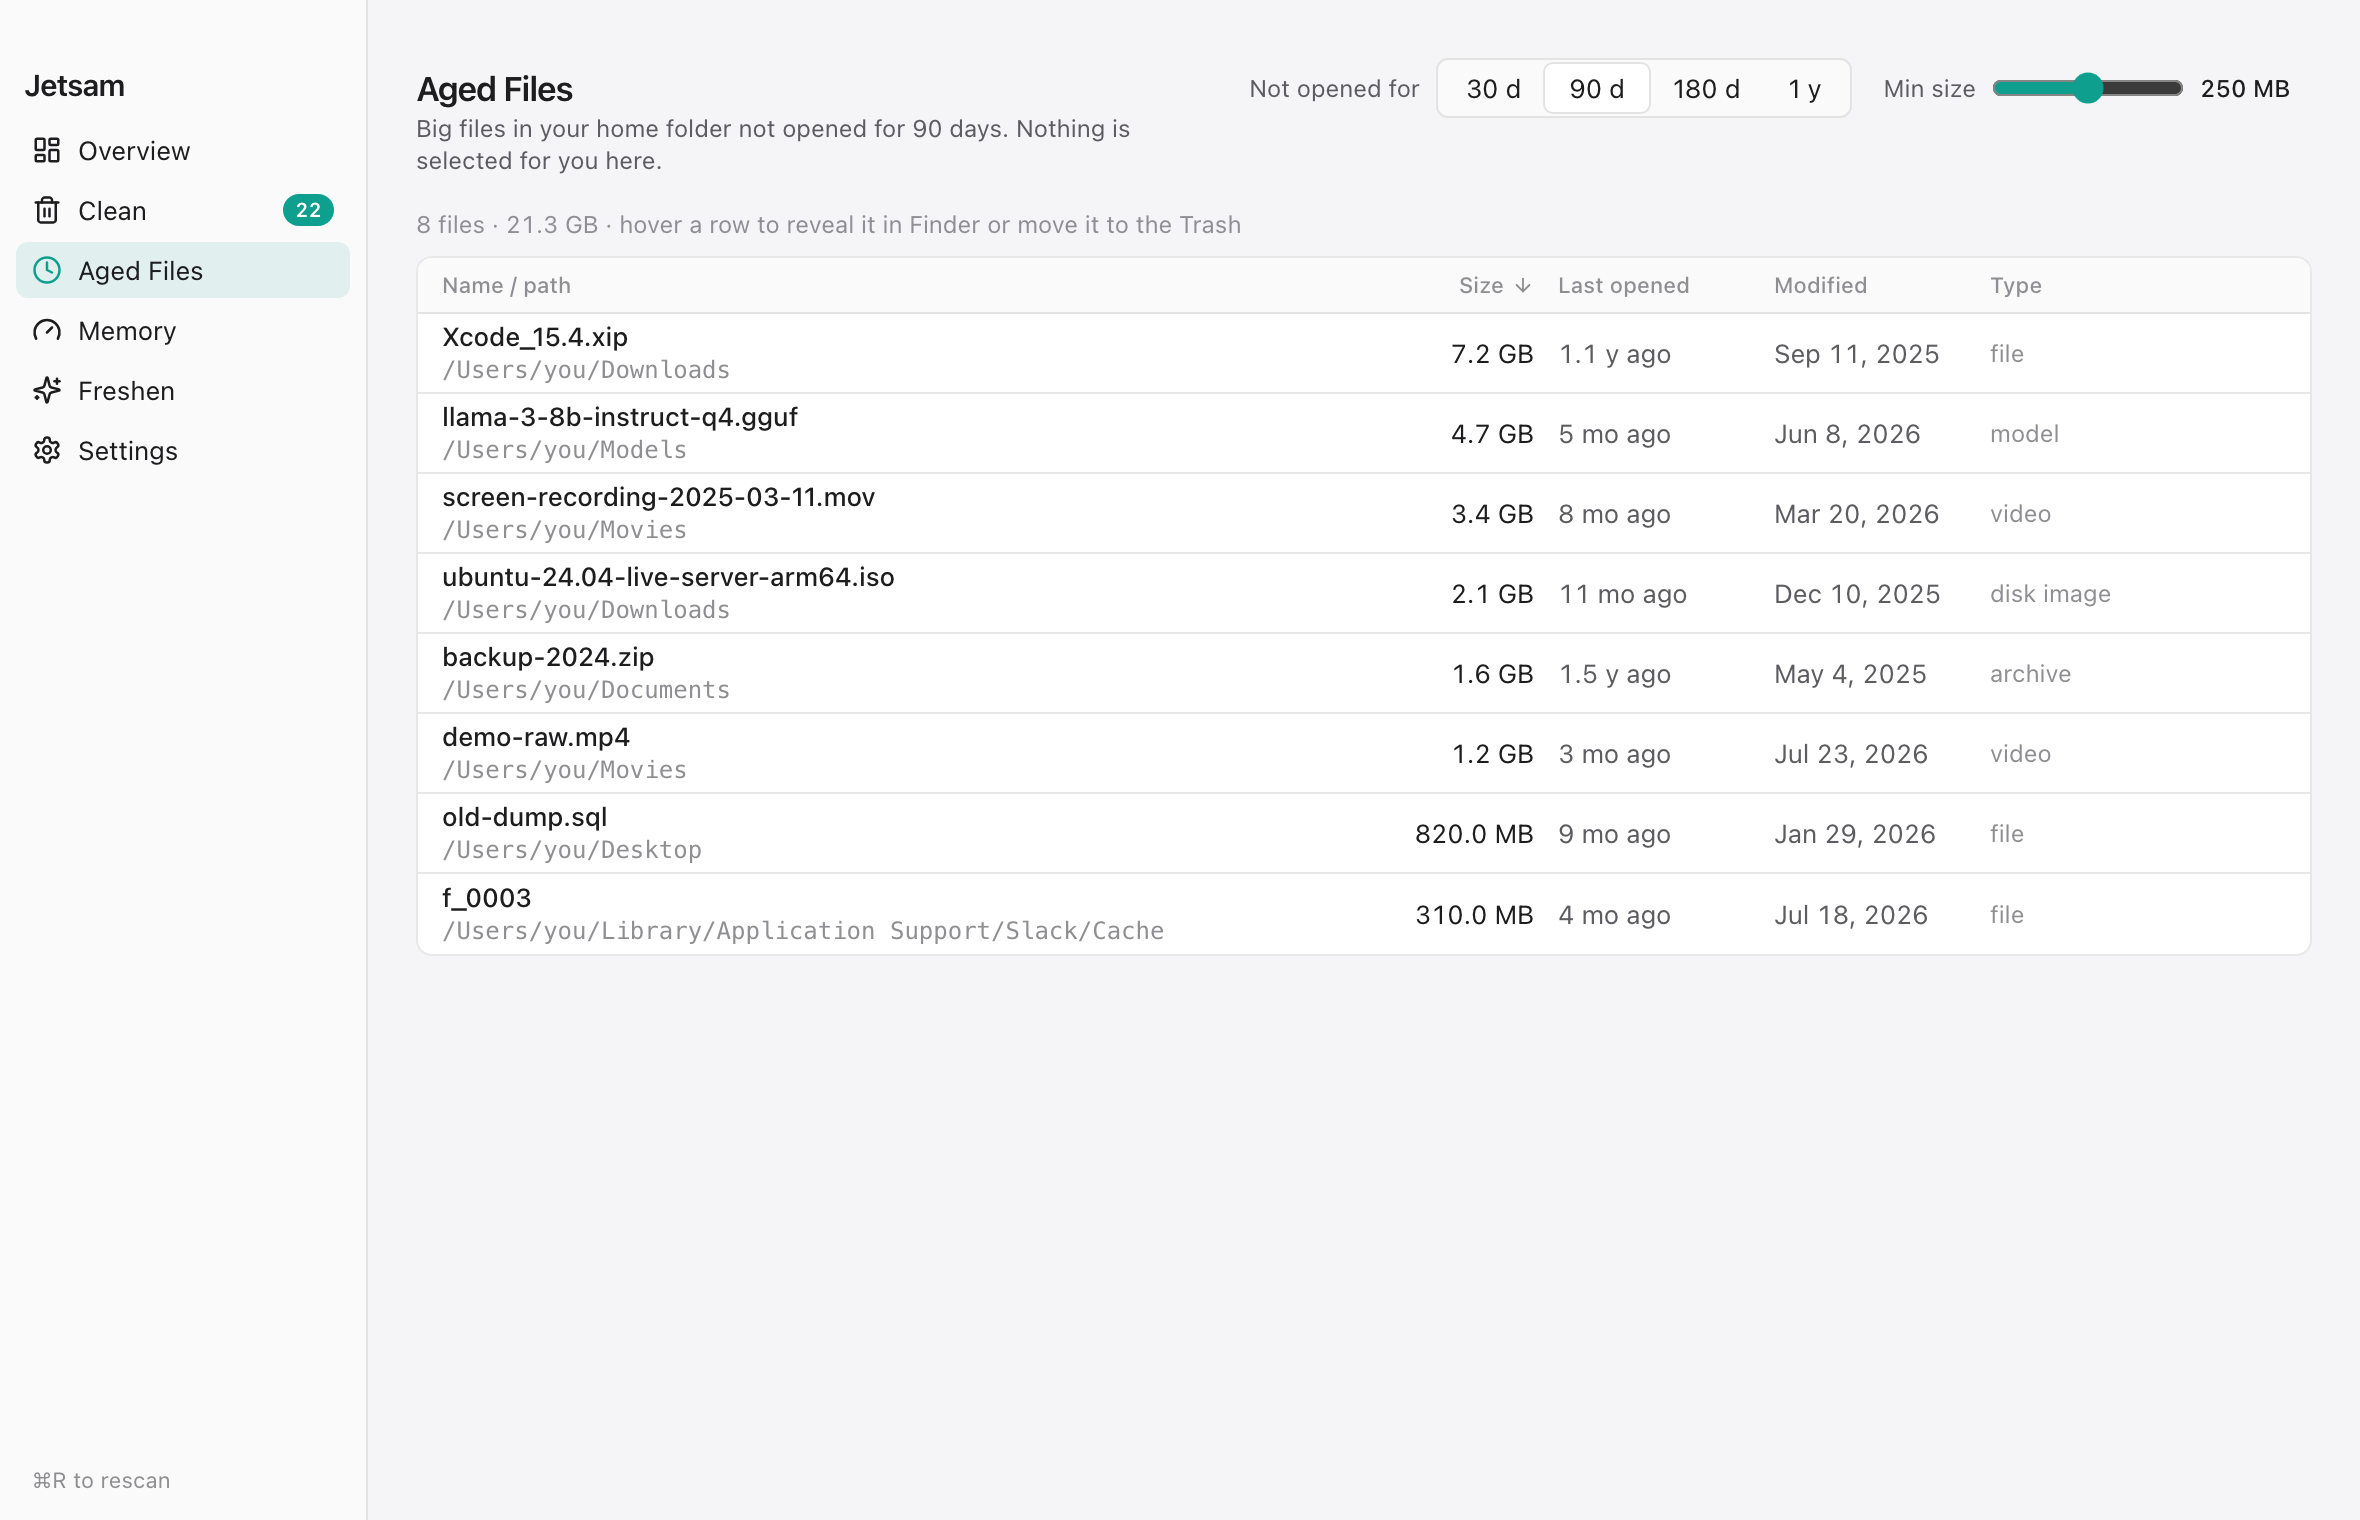 Jetsam
Overview
Clean 22
Aged Files
Memory
Freshen
Settings
⌘R to rescan
Aged Files
Big files in your home folder not opened for 90 days. Nothing is
selected for you here.
Not opened for 30 d 90 d 180 d 1 y Min size 250 MB
8 files · 21.3 GB · hover a row to reveal it in Finder or move it to the Trash
Name / path Size ↓ Last opened Modified Type
Xcode_15.4.xip
/Users/you/Downloads
7.2 GB 1.1 y ago Sep 11, 2025 file
llama-3-8b-instruct-q4.gguf
/Users/you/Models
4.7 GB 5 mo ago Jun 8, 2026 model
screen-recording-2025-03-11.mov
/Users/you/Movies
3.4 GB 8 mo ago Mar 20, 2026 video
ubuntu-24.04-live-server-arm64.iso
/Users/you/Downloads
2.1 GB 11 mo ago Dec 10, 2025 disk image
backup-2024.zip
/Users/you/Documents
1.6 GB 1.5 y ago May 4, 2025 archive
demo-raw.mp4
/Users/you/Movies
1.2 GB 3 mo ago Jul 23, 2026 video
old-dump.sql
/Users/you/Desktop
820.0 MB 9 mo ago Jan 29, 2026 file
f_0003
/Users/you/Library/Application Support/Slack/Cache
310.0 MB 4 mo ago Jul 18, 2026 file